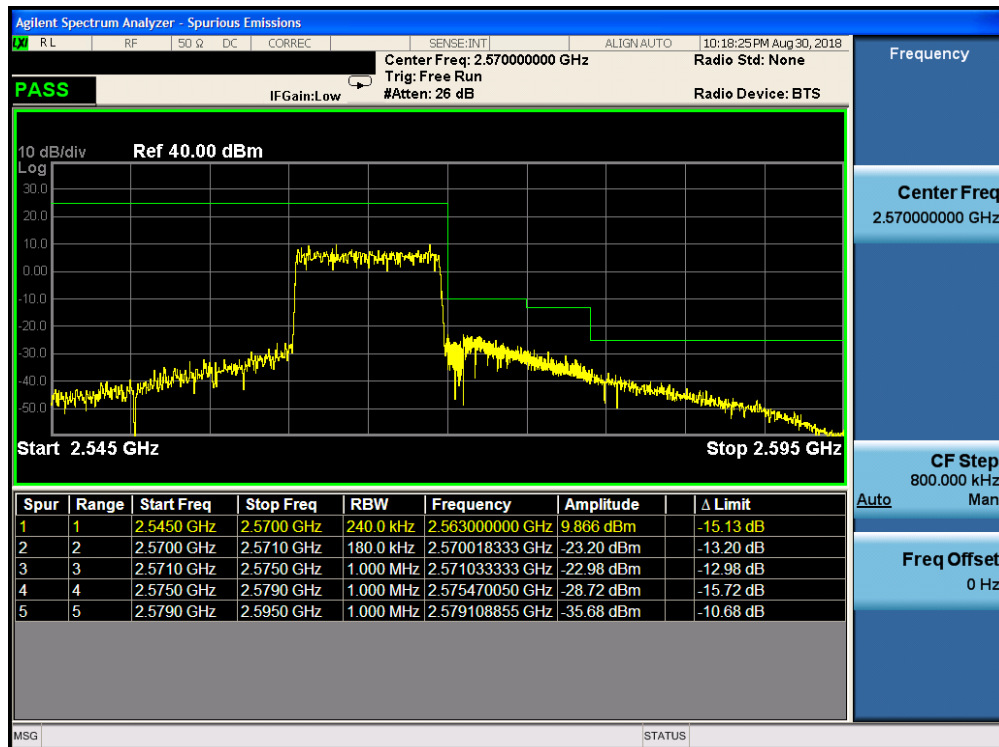 Agilent Spectrum Analyzer - Spurious Emissions
LXI RL RF 50 Ω DC CORREC SENSE:INT ALIGN AUTO 10:18:25 PM Aug 30, 2018
Center Freq: 2.570000000 GHz Radio Std: None
Trig: Free Run
PASS IFGain:Low #Atten: 26 dB Radio Device: BTS
10 dB/div Ref 40.00 dBm
Log
30.0
20.0
10.0
0.00
-10.0
-20.0
-30.0
-40.0
-50.0
Start 2.545 GHz Stop 2.595 GHz
Spur Range Start Freq Stop Freq RBW Frequency Amplitude Δ Limit
1 1 2.5450 GHz 2.5700 GHz 240.0 kHz 2.563000000 GHz 9.866 dBm -15.13 dB
2 2 2.5700 GHz 2.5710 GHz 180.0 kHz 2.570018333 GHz -23.20 dBm -13.20 dB
3 3 2.5710 GHz 2.5750 GHz 1.000 MHz 2.571033333 GHz -22.98 dBm -12.98 dB
4 4 2.5750 GHz 2.5790 GHz 1.000 MHz 2.575470050 GHz -28.72 dBm -15.72 dB
5 5 2.5790 GHz 2.5950 GHz 1.000 MHz 2.579108855 GHz -35.68 dBm -10.68 dB
MSG STATUS
Frequency
Center Freq
2.570000000 GHz
CF Step
800.000 kHz
Auto Man
Freq Offset
0 Hz